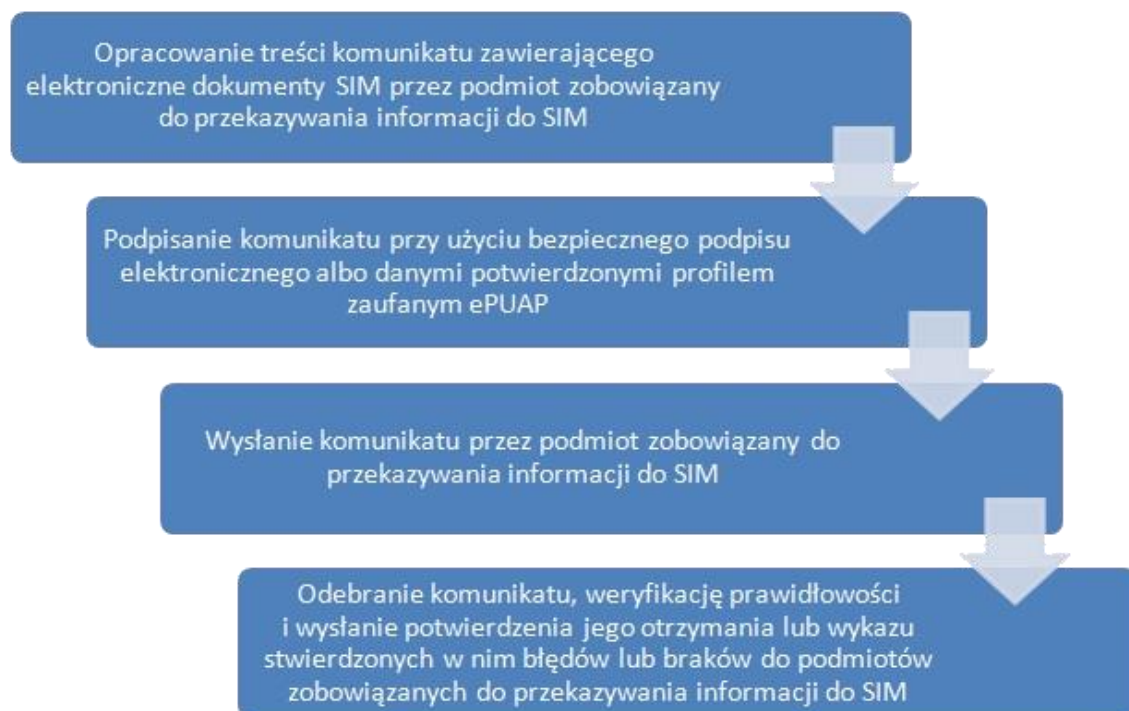 Opracowanie treści komunikatu zawierającego
elektroniczne dokumenty SIM przez podmiot zobowiązany
do przekazywania informacji do SIM
Podpisanie komunikatu przy użyciu bezpiecznego podpisu
elektronicznego albo danymi potwierdzonymi profilem
zaufanym ePUAP
Wysłanie komunikatu przez podmiot zobowiązany do
przekazywania informacji do SIM
Odebranie komunikatu, weryfikację prawidłowości
i wysłanie potwierdzenia jego otrzymania lub wykazu
stwierdzonych w nim błędów lub braków do podmiotów
zobowiązanych do przekazywania informacji do SIM